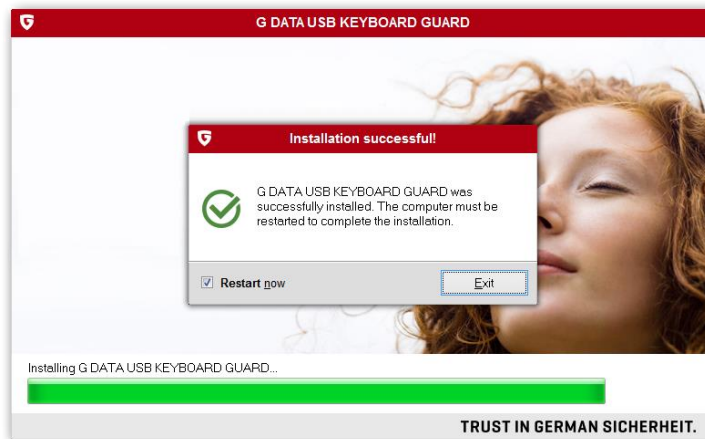 G DATA USB KEYBOARD GUARD
Installation successful!
G DATA USB KEYBOARD GUARD was
successfully installed. The computer must be
restarted to complete the installation.
Restart now
Exit
Installing G DATA USB KEYBOARD GUARD...
TRUST IN GERMAN SICHERHEIT.